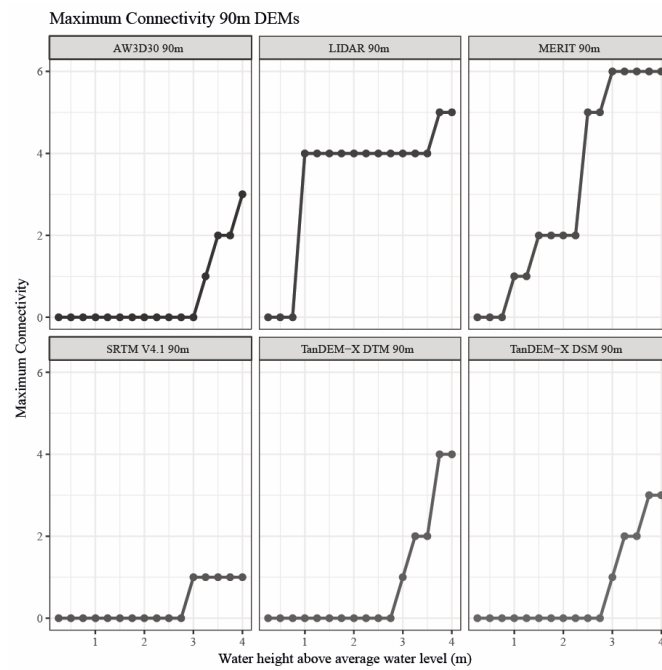 Maximum Connectivity 90m DEMs
AW3D30 90m LIDAR 90m MERIT 90m
6
4
2
0
SRTM V4.1 90m TanDEM−X DTM 90m TanDEM−X DSM 90m
6
4
2
0
1 2 3 4 1 2 3 4 1 2 3 4
Maximum Connectivity
Water height above average water level (m)